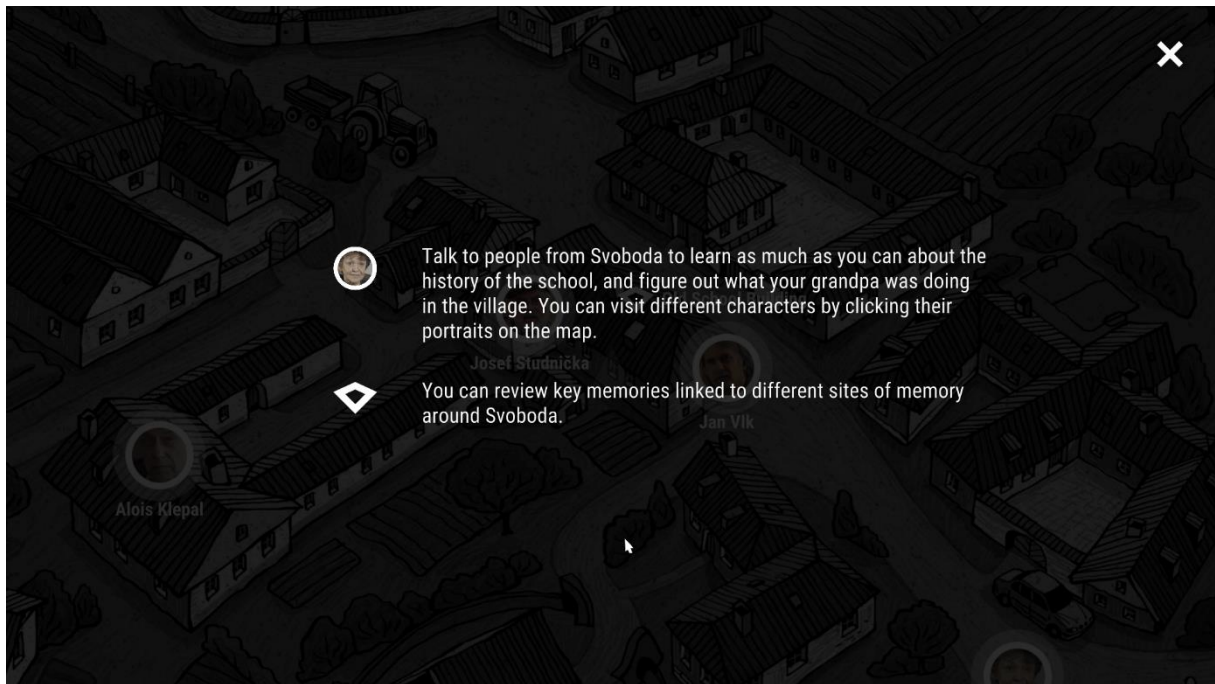 Talk to people from Svoboda to learn as much as you can about the
history of the school, and figure out what your grandpa was doing
in the village. You can visit different characters by clicking their
portraits on the map.
Josef Studnička
You can review key memories linked to different sites of memory
around Svoboda.
Jan Vlk
Alois Klepal